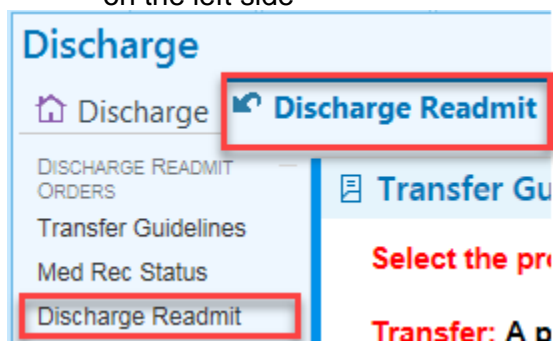 on the left side
Discharge
Discharge
Discharge Readmit
DISCHARGE READMIT
ORDERS
Transfer Guidelines
Med Rec Status
Discharge Readmit
Transfer Gu
Select the pr
Transfer: A p